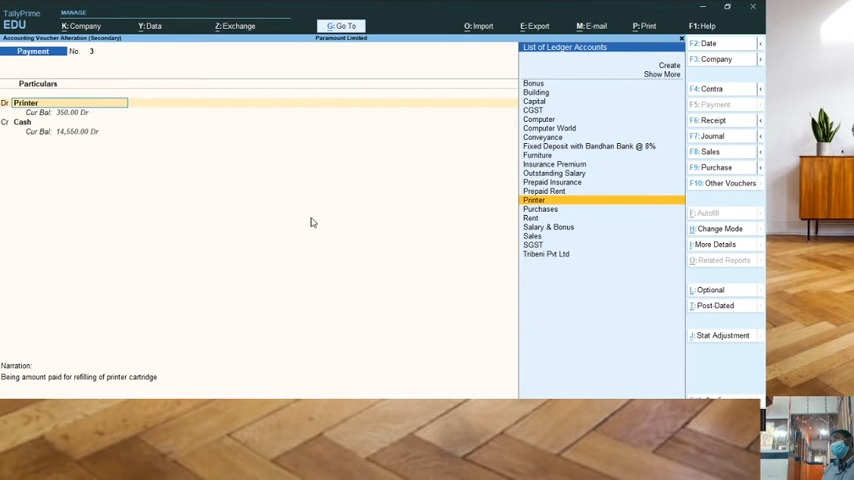 TallyPrime
EDU
MANAGE
K: Company
Y: Data
Z: Exchange
G: Go To
O: Import
E: Export
M: E-mail
P: Print
F1: Help
Accounting Voucher Alteration (Secondary)
Paramount Limited
Payment No. 3
Particulars
Dr Printer
Cur Bal: 350.00 Dr
Cr Cash
Cur Bal: 14,550.00 Dr
Narration:
Being amount paid for refilling of printer cartridge
List of Ledger Accounts
Create
Show More
Bonus
Building
Capital
CGST
Computer
Computer World
Conveyance
Fixed Deposit with Bandhan Bank @ 8%
Furniture
Insurance Premium
Outstanding Salary
Prepaid Insurance
Prepaid Rent
Printer
Purchases
Rent
Salary & Bonus
Sales
SGST
Tribeni Pvt Ltd
F2: Date
F3: Company
F4: Contra
F5: Payment
F6: Receipt
F7: Journal
F8: Sales
F9: Purchase
F10: Other Vouchers
F: Autofill
H: Change Mode
I: More Details
O: Related Reports
L: Optional
T: Post-Dated
J: Stat Adjustment